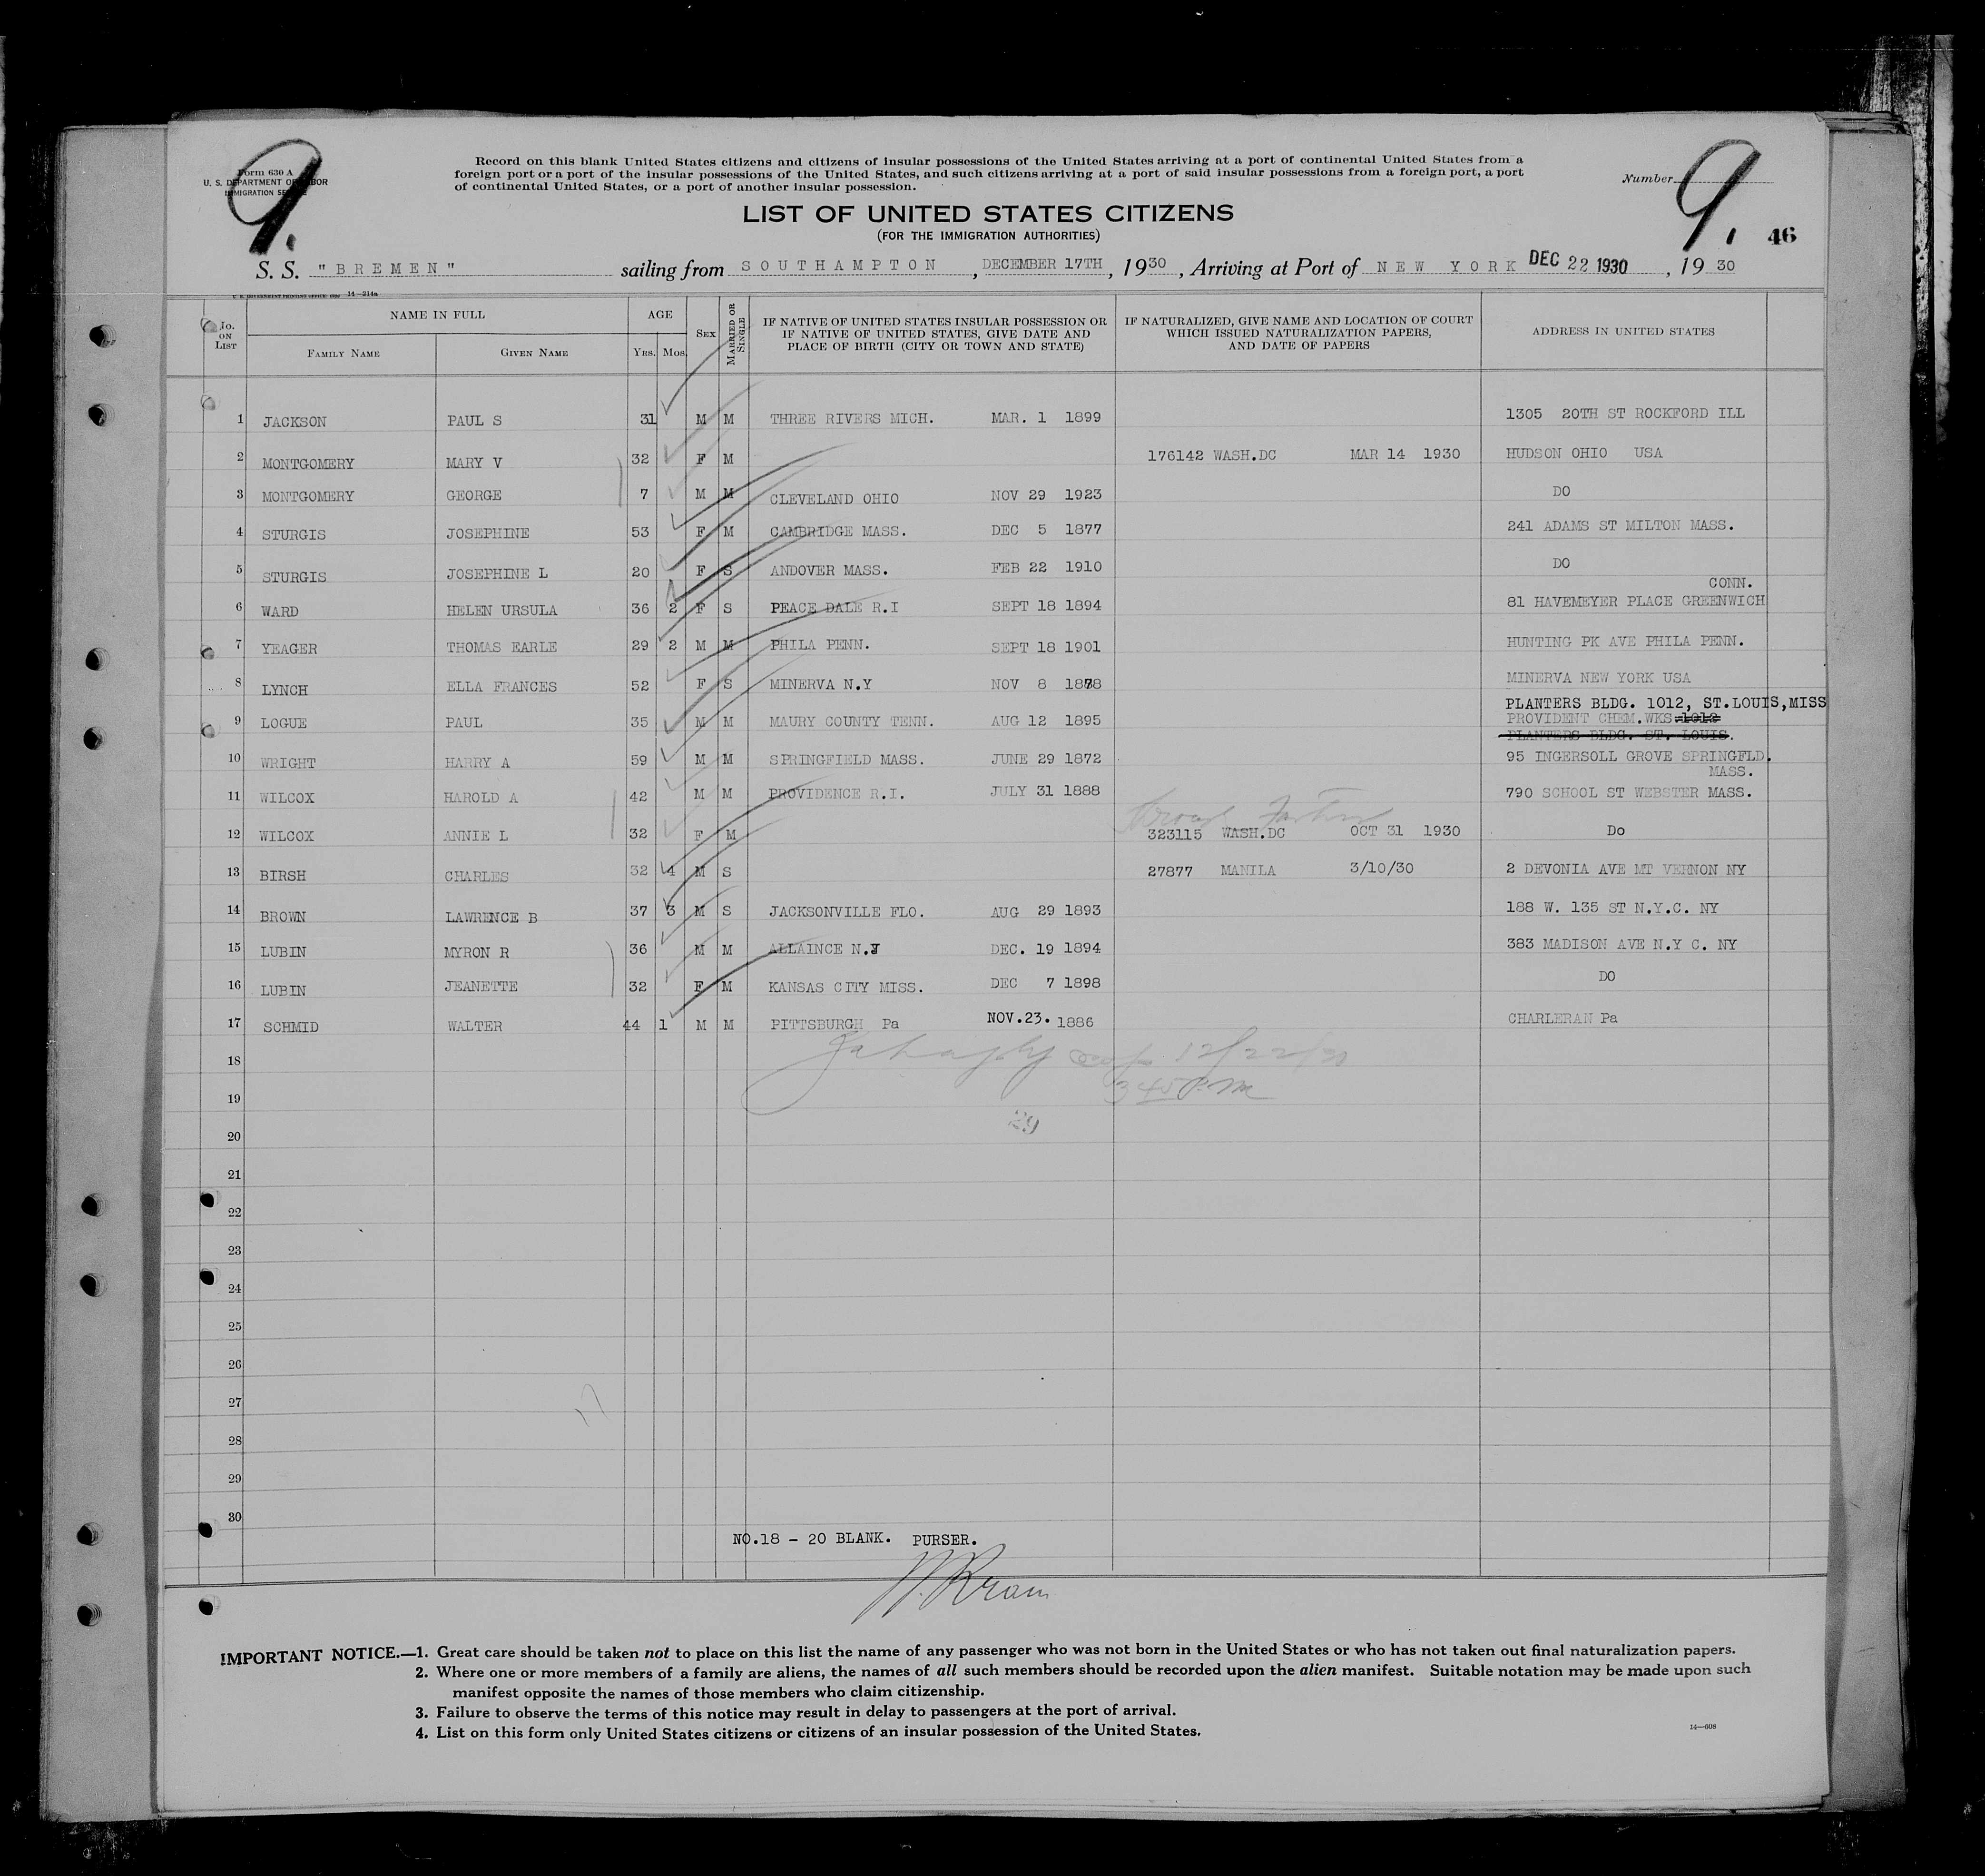 9.
Form 630 A
U. S. DEPARTMENT OF LABOR
IMMIGRATION SERVICE
Record on this blank United States citizens and citizens of insular possessions of the United States arriving at a port of continental United States from a
foreign port or a port of the insular possessions of the United States, and such citizens arriving at a port of said insular possessions from a foreign port, a port
of continental United States, or a port of another insular possession.
Number 9. 46
LIST OF UNITED STATES CITIZENS
(FOR THE IMMIGRATION AUTHORITIES)
S. S. "BREMEN" sailing from SOUTHAMPTON, DECEMBER 17TH, 1930, Arriving at Port of NEW YORK DEC 22 1930, 19 30
U. S. GOVERNMENT PRINTING OFFICE 14—214a
No. ON LIST NAME IN FULL AGE SEX MARRIED OR SINGLE IF NATIVE OF UNITED STATES INSULAR POSSESSION OR IF NATIVE OF UNITED STATES, GIVE DATE AND PLACE OF BIRTH (CITY OR TOWN AND STATE) IF NATURALIZED, GIVE NAME AND LOCATION OF COURT WHICH ISSUED NATURALIZATION PAPERS, AND DATE OF PAPERS ADDRESS IN UNITED STATES
FAMILY NAME GIVEN NAME YRS. MOS.
1 JACKSON PAUL S 31 M M THREE RIVERS MICH. MAR. 1 1899 1305 20TH ST ROCKFORD ILL
2 MONTGOMERY MARY V 32 F M 176142 WASH.DC MAR 14 1930 HUDSON OHIO USA
3 MONTGOMERY GEORGE 7 M M CLEVELAND OHIO NOV 29 1923 DO
4 STURGIS JOSEPHINE 53 F M CAMBRIDGE MASS. DEC 5 1877 241 ADAMS ST MILTON MASS.
5 STURGIS JOSEPHINE L 20 F S ANDOVER MASS. FEB 22 1910 DO
CONN.
6 WARD HELEN URSULA 36 2 F S PEACE DALE R.I SEPT 18 1894 81 HAVEMEYER PLACE GREENWICH
7 YEAGER THOMAS EARLE 29 2 M M PHILA PENN. SEPT 18 1901 HUNTING PK AVE PHILA PENN.
8 LYNCH ELLA FRANCES 52 F S MINERVA N.Y NOV 8 1878 MINERVA NEW YORK USA
PLANTERS BLDG. 1012, ST.LOUIS,MISS
9 LOGUE PAUL 35 M M MAURY COUNTY TENN. AUG 12 1895 PROVIDENT CHEM.WKS 1012
PLANTERS BLDG. ST. LOUIS.
10 WRIGHT HARRY A 59 M M SPRINGFIELD MASS. JUNE 29 1872 95 INGERSOLL GROVE SPRINGFLD.
MASS.
11 WILCOX HAROLD A 42 M M PROVIDENCE R.I. JULY 31 1888 790 SCHOOL ST WEBSTER MASS.
12 WILCOX ANNIE L 32 F M 323115 WASH.DC OCT 31 1930 Do
13 BIRSH CHARLES 32 4 M S 27877 MANILA 3/10/30 2 DEVONIA AVE MT VERNON NY
14 BROWN LAWRENCE B 37 3 M S JACKSONVILLE FLO. AUG 29 1893 188 W. 135 ST N.Y.C. NY
15 LUBIN MYRON R 36 M M ALLAINCE N.J DEC. 19 1894 383 MADISON AVE N.Y C. NY
16 LUBIN JEANETTE 32 F M KANSAS CITY MISS. DEC 7 1898 DO
17 SCHMID WALTER 44 1 M M PITTSBURGH Pa NOV.23. 1886 CHARLERAN Pa
18 12/22/30
19 3 45 P.M
20 29
21
22
23
24
25
26
27
28
29
30
NO.18 - 20 BLANK. PURSER.
IMPORTANT NOTICE.—1. Great care should be taken not to place on this list the name of any passenger who was not born in the United States or who has not taken out final naturalization papers.
2. Where one or more members of a family are aliens, the names of all such members should be recorded upon the alien manifest. Suitable notation may be made upon such
manifest opposite the names of those members who claim citizenship.
3. Failure to observe the terms of this notice may result in delay to passengers at the port of arrival.
4. List on this form only United States citizens or citizens of an insular possession of the United States.
14—608